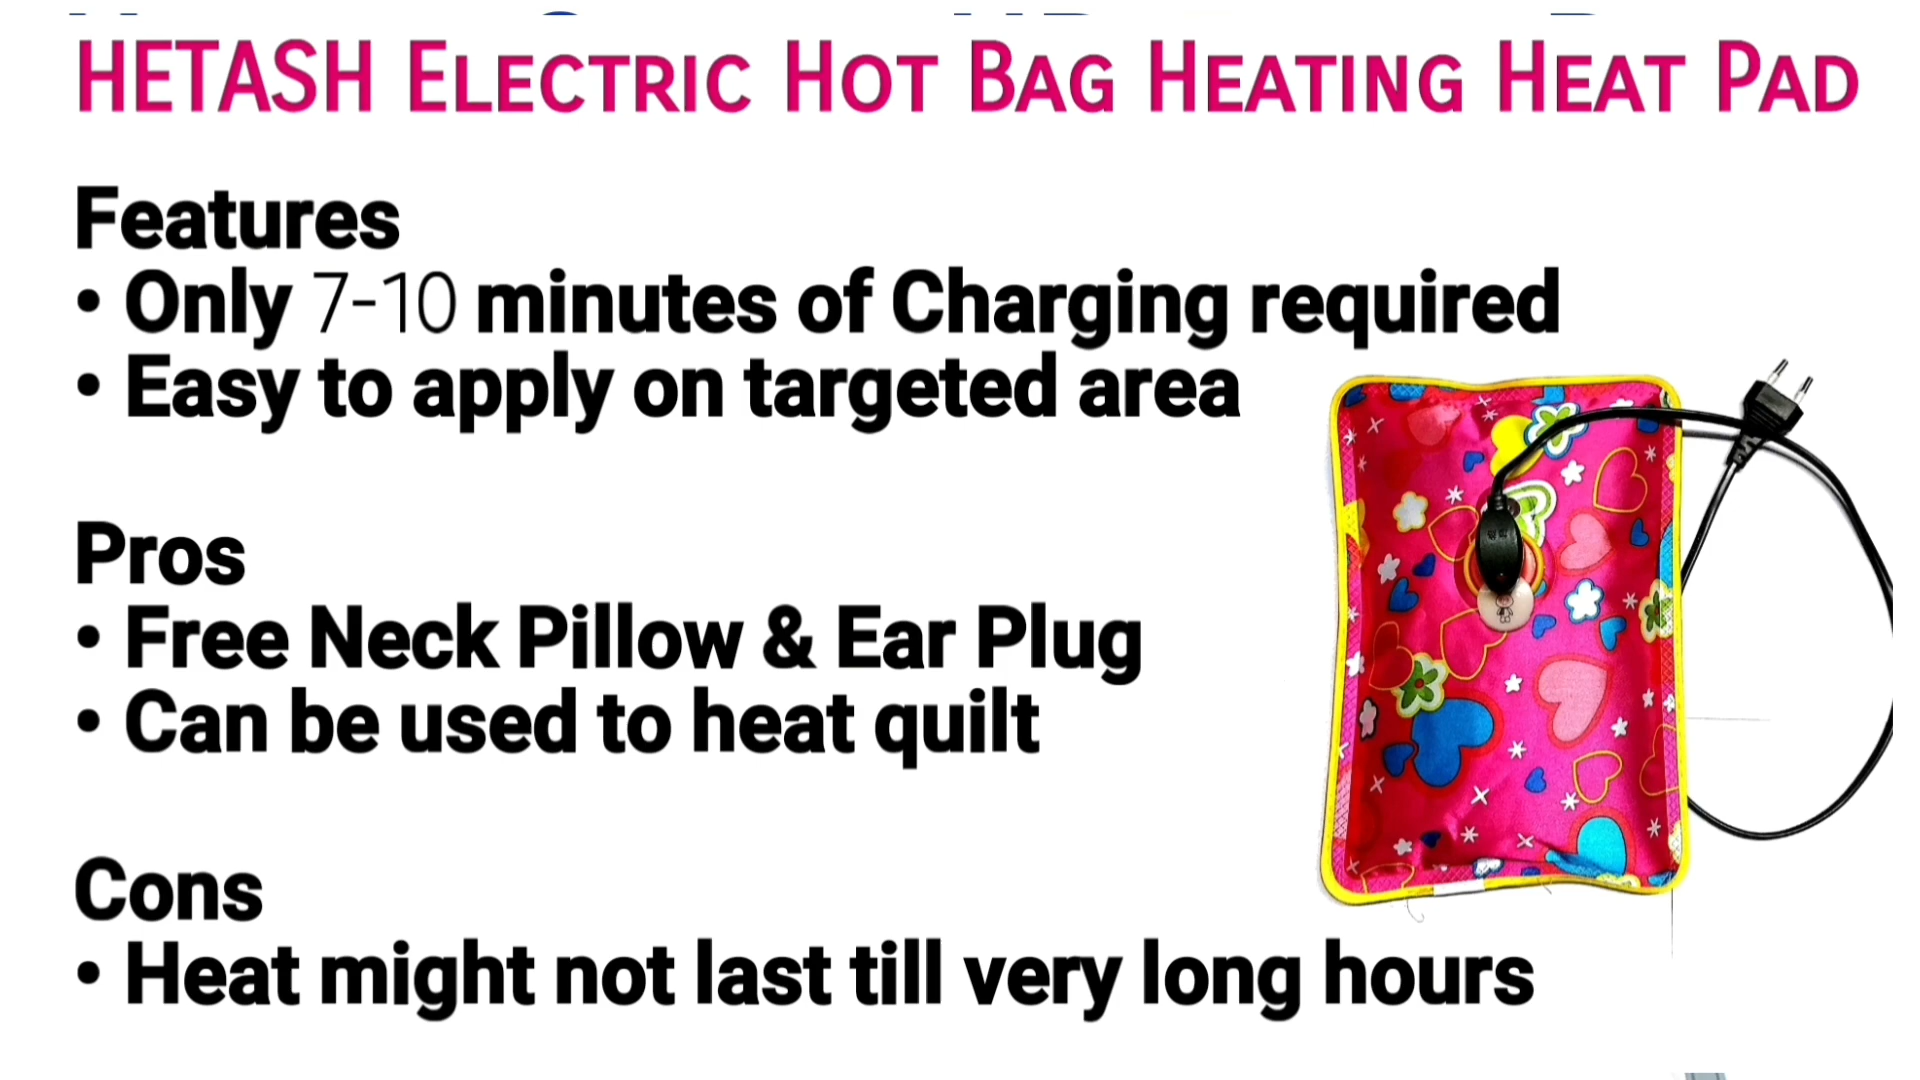 HETASH Electric Hot Bag Heating Heat Pad
Features
• Only 7-10 minutes of Charging required
• Easy to apply on targeted area
Pros
• Free Neck Pillow & Ear Plug
• Can be used to heat quilt
Cons
• Heat might not last till very long hours